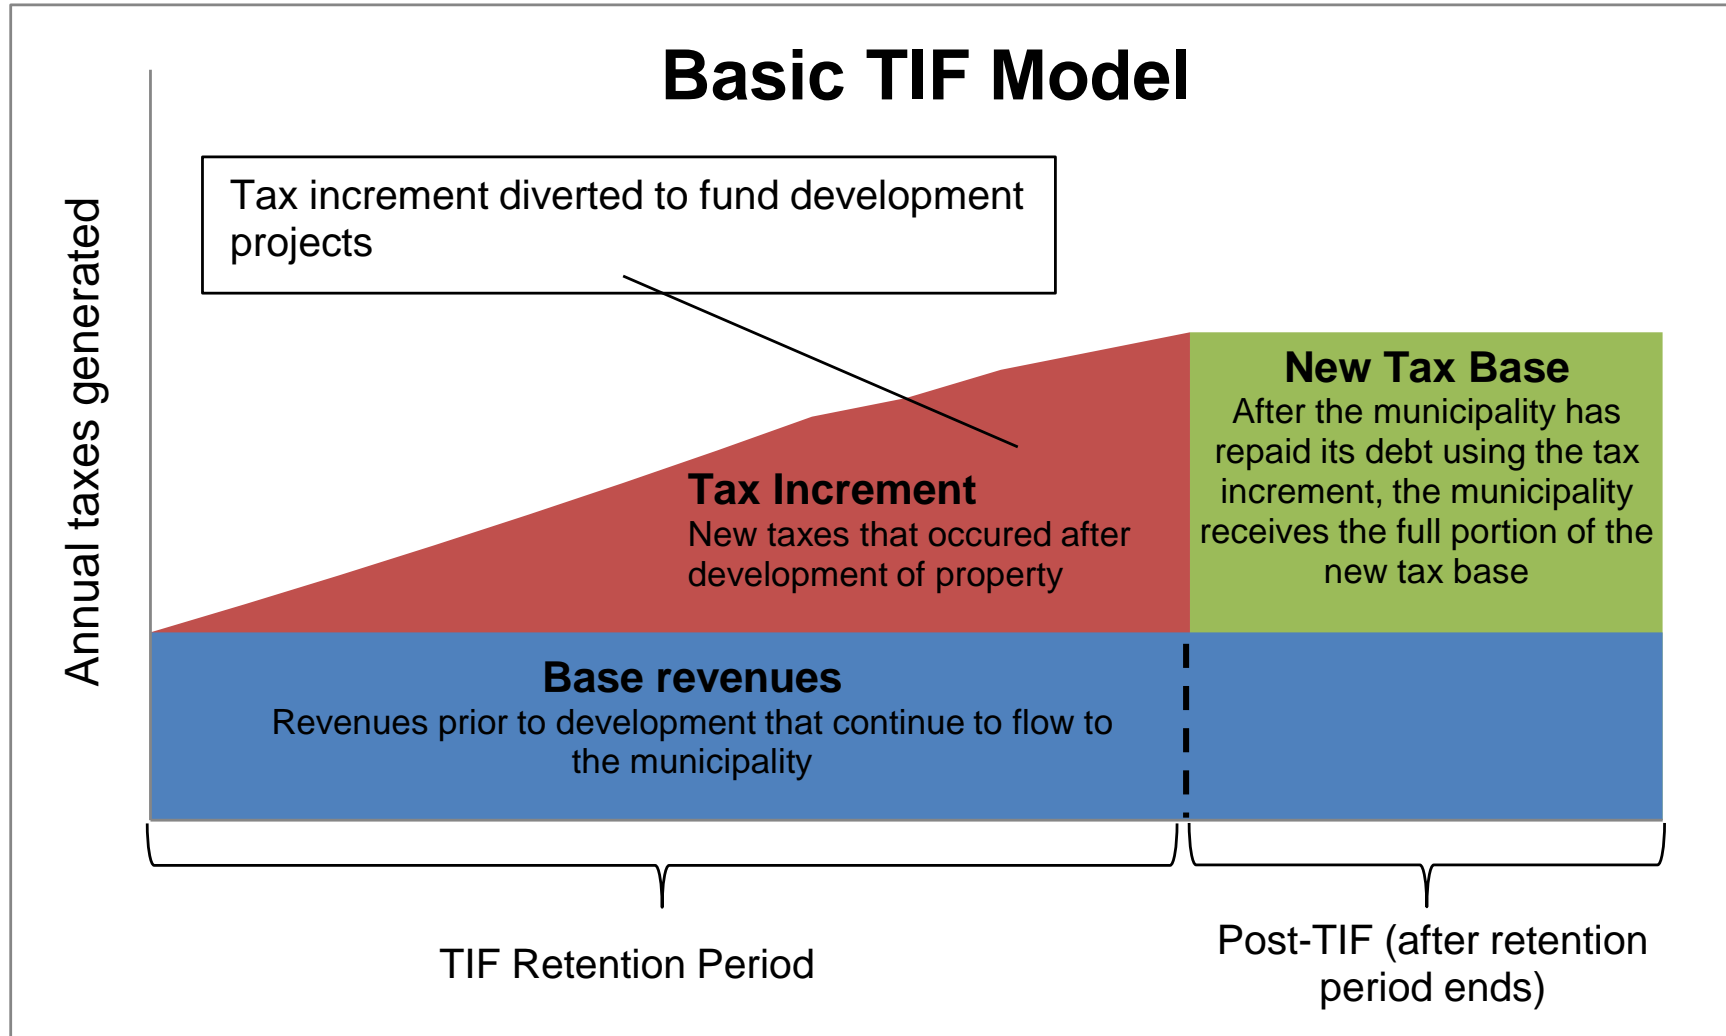 Basic TIF Model
Tax increment diverted to fund development
projects
Annual taxes generated
New Tax Base
After the municipality has
repaid its debt using the tax
increment, the municipality
receives the full portion of the
new tax base
Tax Increment
New taxes that occured after
development of property
Base revenues
Revenues prior to development that continue to flow to
the municipality
TIF Retention Period
Post-TIF (after retention
period ends)